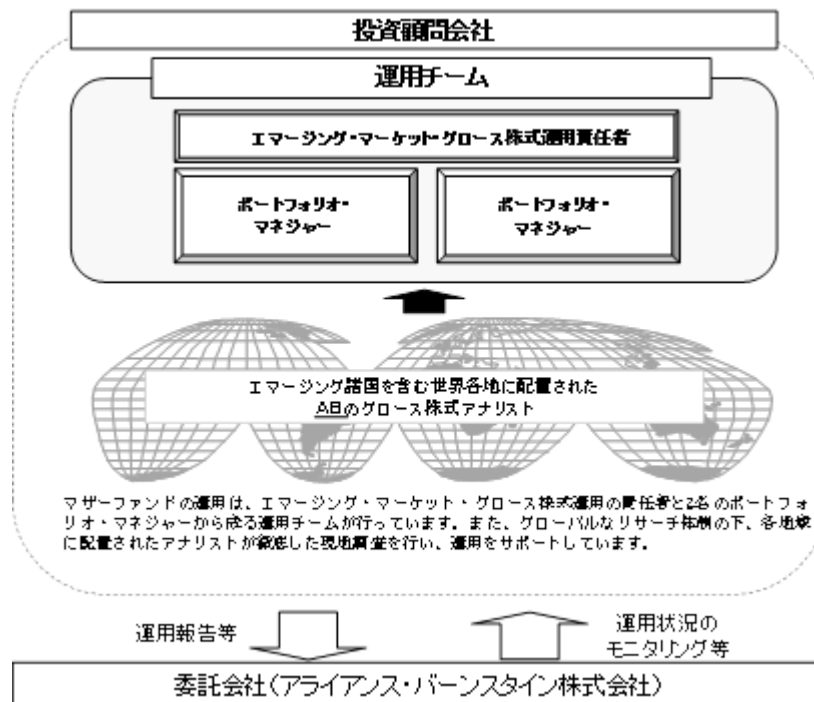 投資顧問会社
運用チーム
エマージング・マーケット・グロース株式運用責任者
ポートフォリオ・
マネジャー
ポートフォリオ・
マネジャー
エマージング諸国を含む世界各地に配置された
ABのグロース株式アナリスト
マザーファンドの運用は、エマージング・マーケット・グロース株式運用の責任者と2名のポートフォ
リオ・マネジャーから成る運用チームが行っています。また、グローバルなリサーチ体制の下、各地域
に配置されたアナリストが徹底した現地調査を行い、運用をサポートしています。
運用報告等
運用状況の
モニタリング等
委託会社(アライアンス・バーンスタイン株式会社)